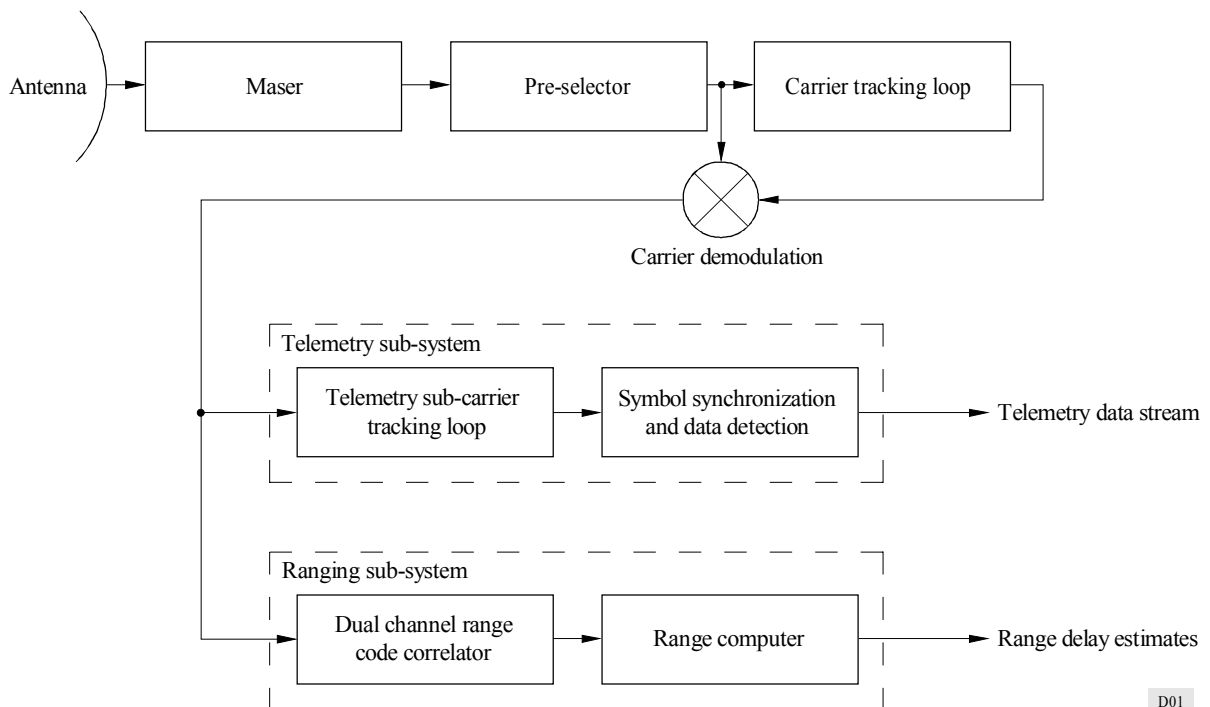 Antenna
Maser
Pre-selector
Carrier tracking loop
Carrier demodulation
Telemetry sub-system
Telemetry sub-carrier
tracking loop
Symbol synchronization
and data detection
Telemetry data stream
Ranging sub-system
Dual channel range
code correlator
Range computer
Range delay estimates
D01